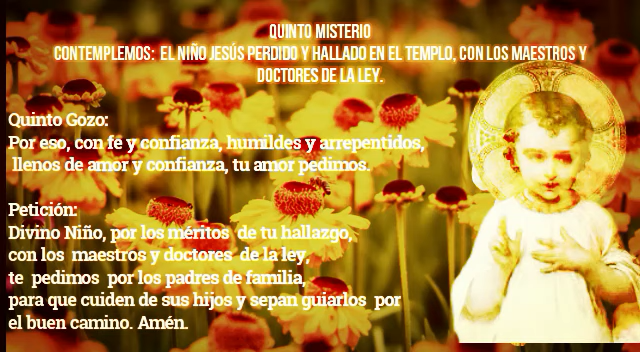 QUINTO MISTERIO
CONTEMPLEMOS: EL NIÑO JESÚS PERDIDO Y HALLADO EN EL TEMPLO, CON LOS MAESTROS Y
DOCTORES DE LA LEY.
Quinto Gozo:
Por eso, con fé y confianza, humildes y arrepentidos,
llenos de amor y confianza, tu amor pedimos.
Petición:
Divino Niño, por los méritos de tu hallazgo,
con los maestros y doctores de la ley,
te pedimos por los padres de familia,
para que cuiden de sus hijos y sepan guiarlos por
el buen camino. Amén.